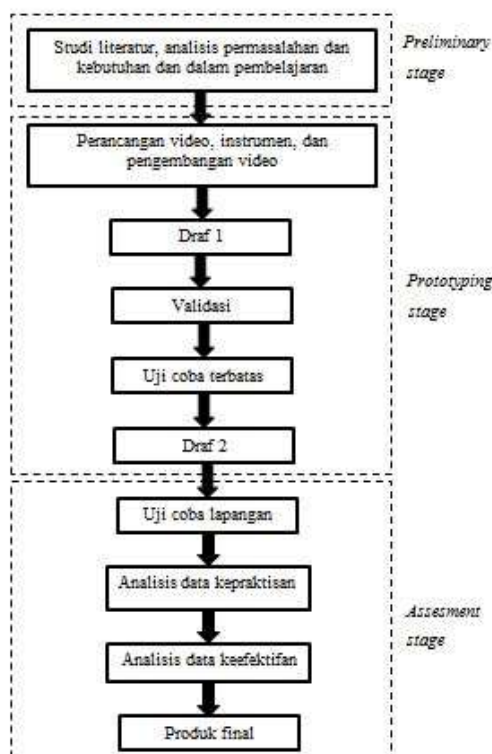 Studi literatur, analisis permasalahan dan
kebutuhan dan dalam pembelajaran
Preliminary
stage
Perancangan video, instrumen, dan
pengembangan video
Draf 1
Validasi
Uji coba terbatas
Draf 2
Prototyping
stage
Uji coba lapangan
Analisis data kepraktisan
Analisis data keefektifan
Produk final
Assesment
stage